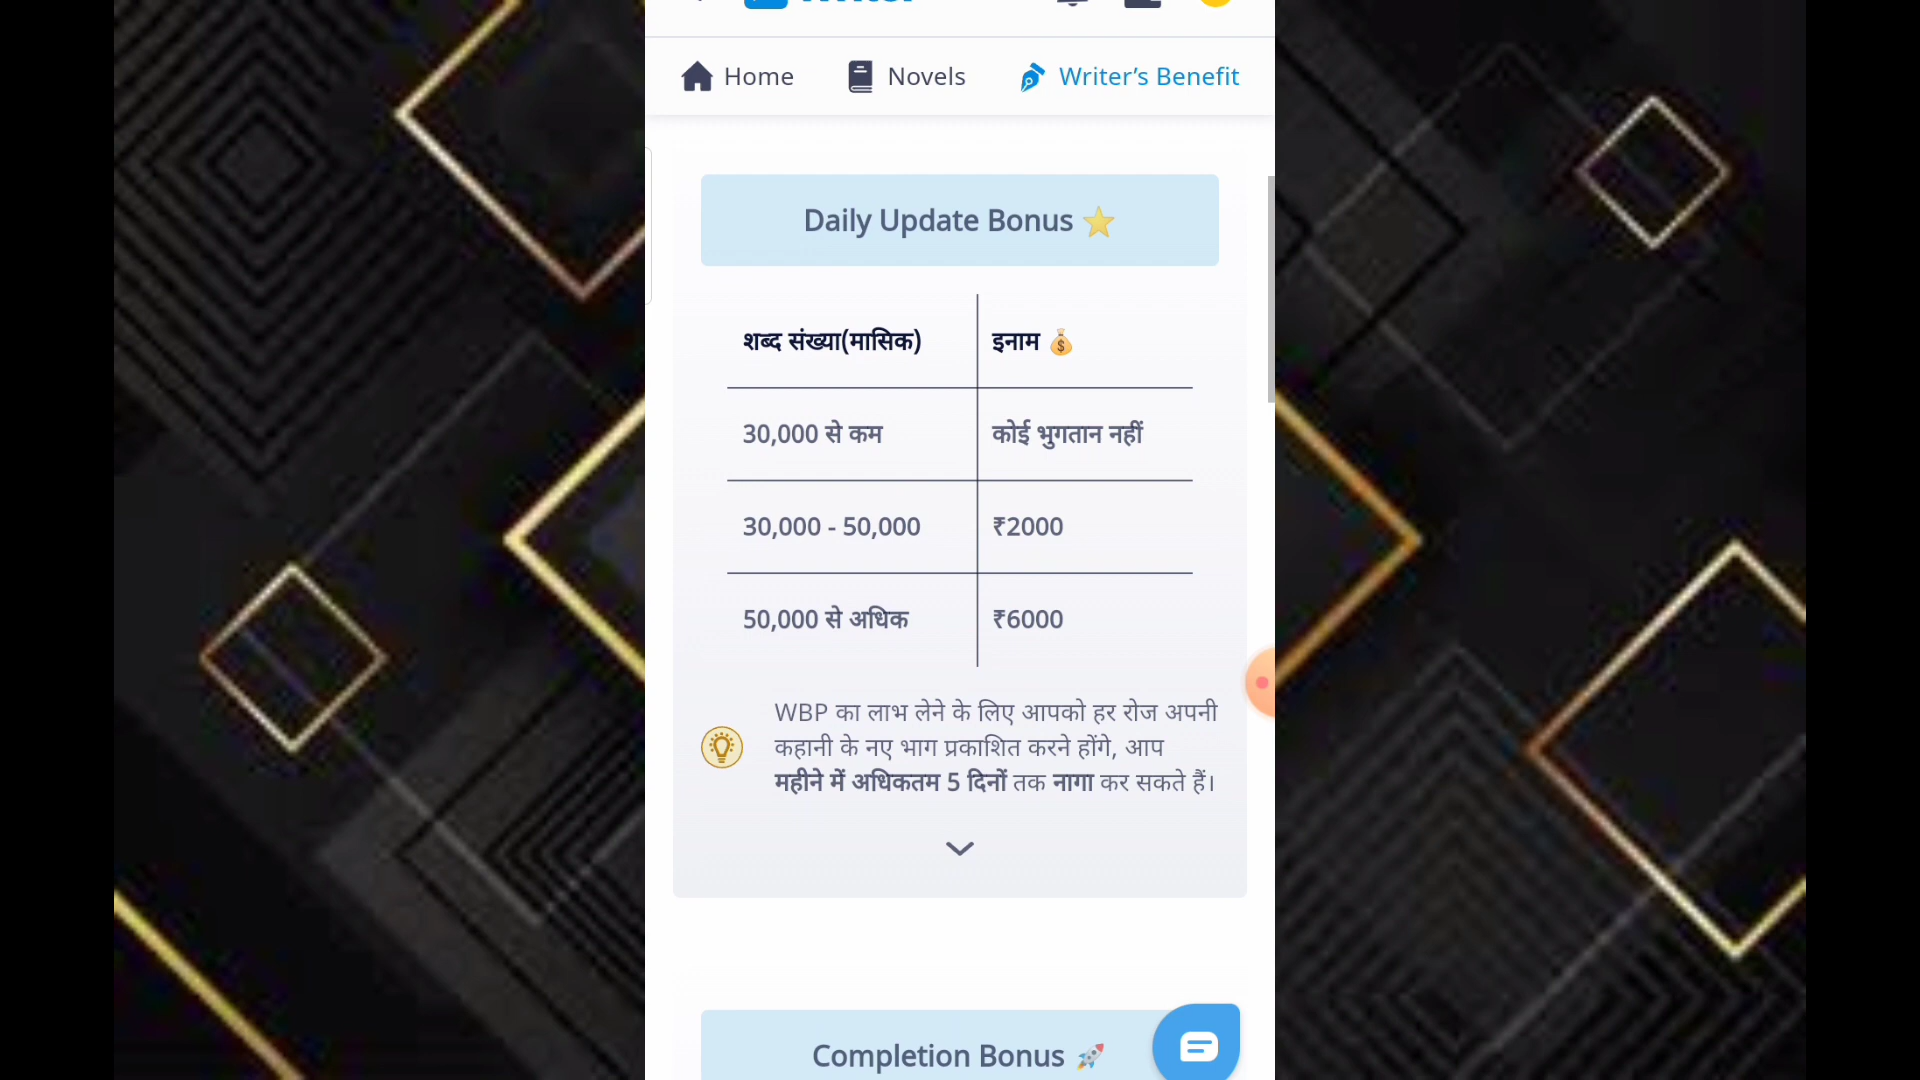 Home Novels Writer’s Benefit
Daily Update Bonus ⭐
शब्द संख्या(मासिक) इनाम 💰
30,000 से कम कोई भुगतान नहीं
30,000 - 50,000 ₹2000
50,000 से अधिक ₹6000
WBP का लाभ लेने के लिए आपको हर रोज अपनी
कहानी के नए भाग प्रकाशित करने होंगे, आप
महीने में अधिकतम 5 दिनों तक नागा कर सकते हैं।
Completion Bonus 🚀